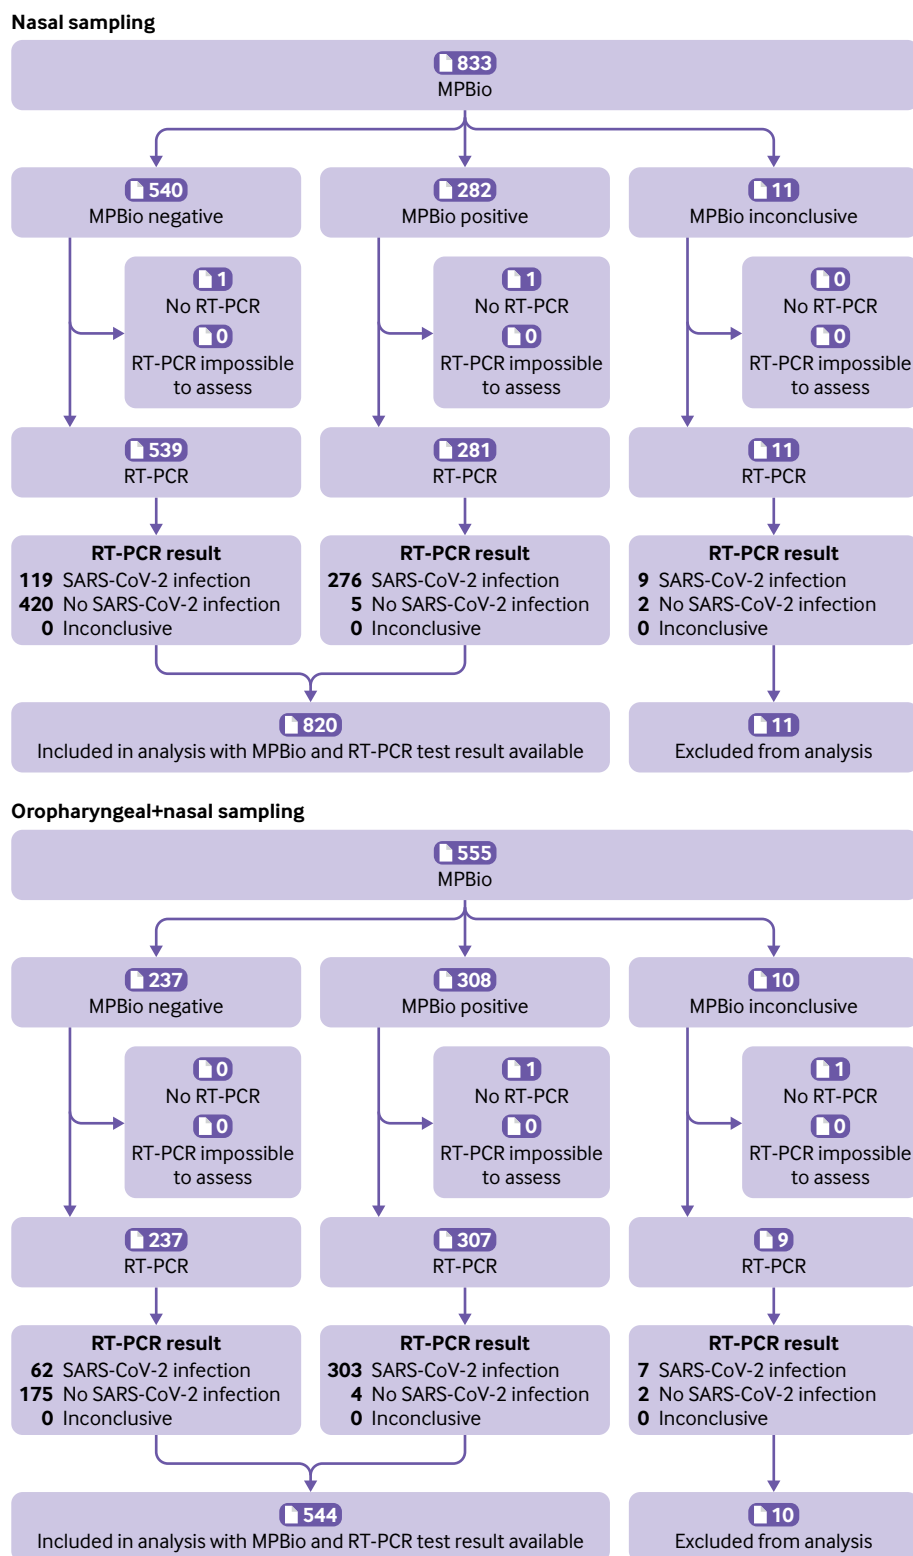 Nasal sampling
833
MPBio
540
MPBio negative
282
MPBio positive
11
MPBio inconclusive
1
No RT-PCR
0
RT-PCR impossible
to assess
1
No RT-PCR
0
RT-PCR impossible
to assess
0
No RT-PCR
0
RT-PCR impossible
to assess
539
RT-PCR
281
RT-PCR
11
RT-PCR
RT-PCR result
119 SARS-CoV-2 infection
420 No SARS-CoV-2 infection
0 Inconclusive
RT-PCR result
276 SARS-CoV-2 infection
5 No SARS-CoV-2 infection
0 Inconclusive
RT-PCR result
9 SARS-CoV-2 infection
2 No SARS-CoV-2 infection
0 Inconclusive
820
Included in analysis with MPBio and RT-PCR test result available
11
Excluded from analysis
Oropharyngeal+nasal sampling
555
MPBio
237
MPBio negative
308
MPBio positive
10
MPBio inconclusive
0
No RT-PCR
0
RT-PCR impossible
to assess
1
No RT-PCR
0
RT-PCR impossible
to assess
1
No RT-PCR
0
RT-PCR impossible
to assess
237
RT-PCR
307
RT-PCR
9
RT-PCR
RT-PCR result
62 SARS-CoV-2 infection
175 No SARS-CoV-2 infection
0 Inconclusive
RT-PCR result
303 SARS-CoV-2 infection
4 No SARS-CoV-2 infection
0 Inconclusive
RT-PCR result
7 SARS-CoV-2 infection
2 No SARS-CoV-2 infection
0 Inconclusive
544
Included in analysis with MPBio and RT-PCR test result available
10
Excluded from analysis